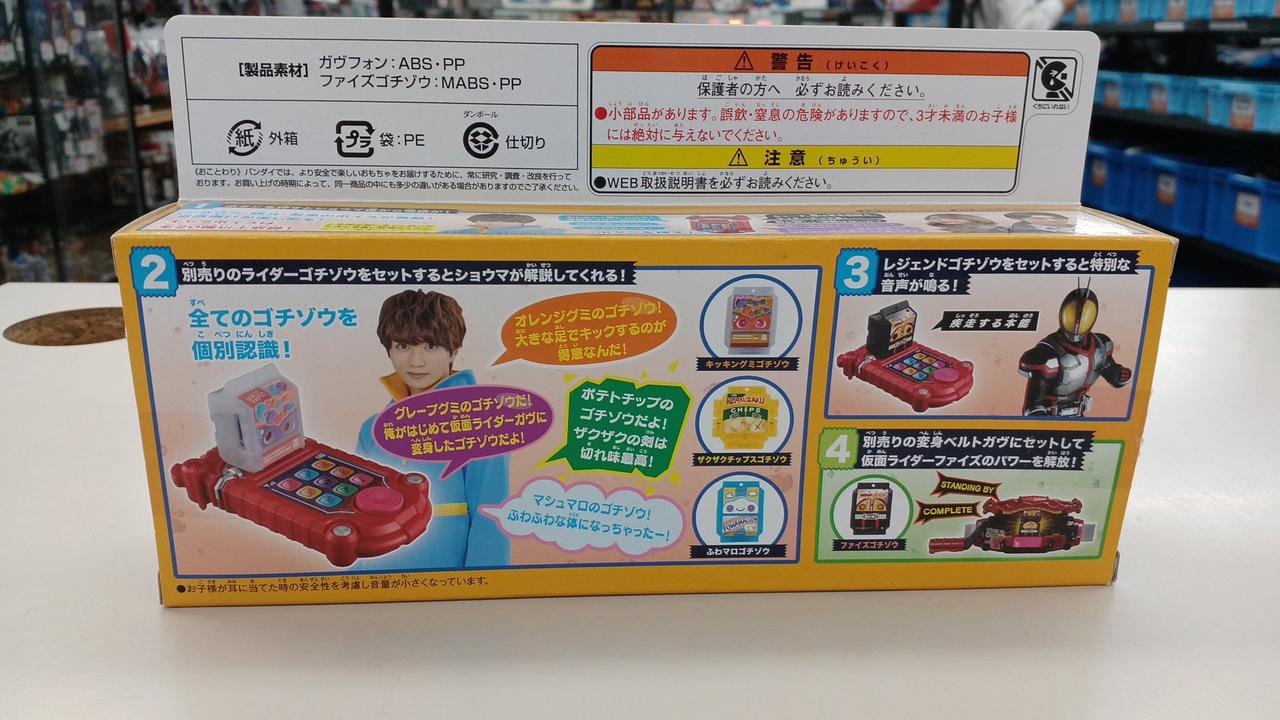 [製品素材]
ガヴフォン:ABS・PP
ファイズゴチゾウ:MABS・PP
紙 外箱
プラ 袋:PE
ダンボール
仕切り
(おことわり)バンダイでは、より安全で楽しいおもちゃをお届けするために、常に研究・調査・改良を行って
おります。お買い上げの時期によって、同一商品の中にも多少の違いがある場合がありますのでご了承ください。
警告 (けいこく)
保護者の方へ 必ずお読みください。
●小部品があります。誤飲・窒息の危険がありますので、3才未満のお子様
には絶対に与えないでください。
注意 (ちゅうい)
●WEB取扱説明書を必ずお読みください。
くちにいれない
2 別売りのライダーゴチゾウをセットするとショウマが解説してくれる!
全てのゴチゾウを
個別認識!
オレンジグミのゴチゾウ!
大きな足でキックするのが
得意なんだ!
グレープグミのゴチゾウだ!
俺がはじめて仮面ライダーガヴに
変身したゴチゾウだよ!
ポテトチップの
ゴチゾウだよ!
ザクザクの剣は
切れ味最高!
マシュマロのゴチゾウ!
ふわふわな体になっちゃったー!
キッキングミゴチゾウ
ZAKUZAKU
CHIPS
ザクザクチップスゴチゾウ
ふわマロゴチゾウ
3 レジェンドゴチゾウをセットすると特別な
音声が鳴る!
疾走する本能
4 別売りの変身ベルトガヴにセットして
仮面ライダーファイズのパワーを解放!
STANDING BY
COMPLETE
ファイズゴチゾウ
●お子様が耳に当てた時の安全性を考慮し音量が小さくなっています。